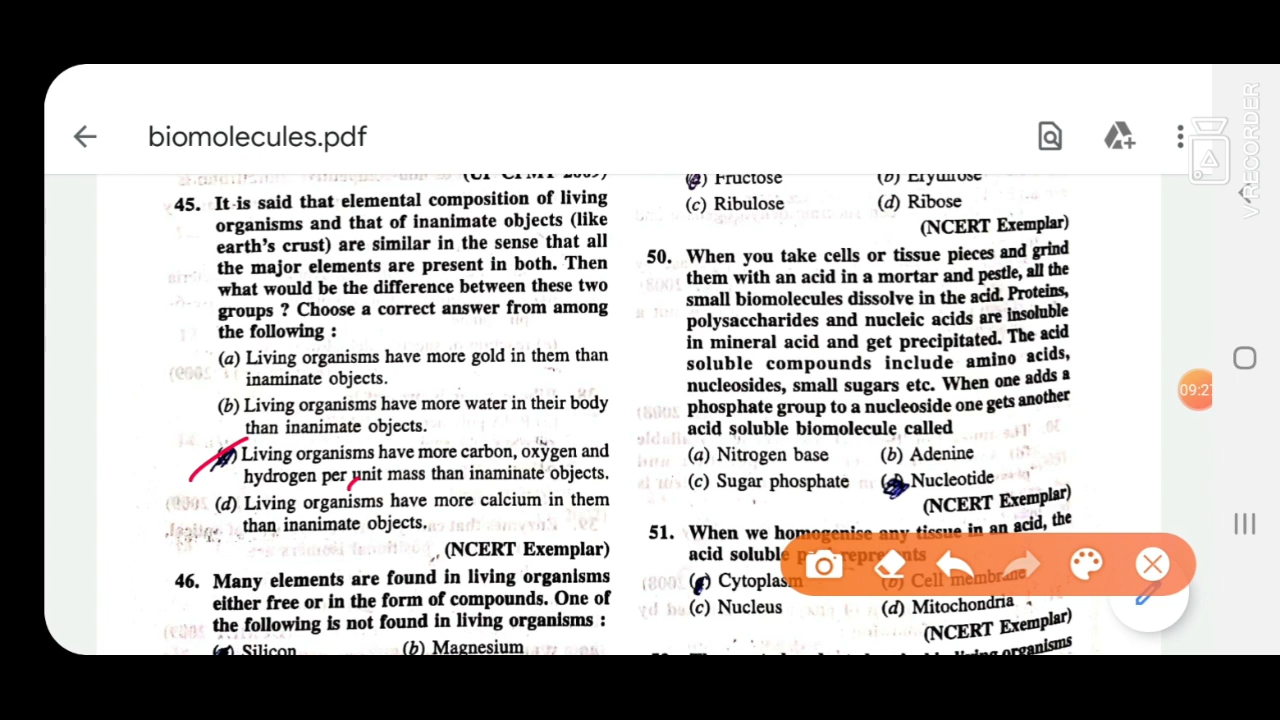 biomolecules.pdf
45. It is said that elemental composition of living
organisms and that of inanimate objects (like
earth's crust) are similar in the sense that all
the major elements are present in both. Then
what would be the difference between these two
groups ? Choose a correct answer from among
the following :
(a) Living organisms have more gold in them than
inaminate objects.
(b) Living organisms have more water in their body
than inanimate objects.
Living organisms have more carbon, oxygen and
hydrogen per unit mass than inaminate objects.
(d) Living organisms have more calcium in them
than inanimate objects.
(NCERT Exemplar)
46. Many elements are found in living organisms
either free or in the form of compounds. One of
the following is not found in living organisms :
Silicon (b) Magnesium
(a) Fructose (b) Erythrose
(c) Ribulose (d) Ribose
(NCERT Exemplar)
50. When you take cells or tissue pieces and grind
them with an acid in a mortar and pestle, all the
small biomolecules dissolve in the acid. Proteins,
polysaccharides and nucleic acids are insoluble
in mineral acid and get precipitated. The acid
soluble compounds include amino acids,
nucleosides, small sugars etc. When one adds a
phosphate group to a nucleoside one gets another
acid soluble biomolecule called
(a) Nitrogen base (b) Adenine
(c) Sugar phosphate Nucleotide
(NCERT Exemplar)
51. When we homogenise any tissue in an acid, the
acid soluble represents
Cytoplasm (b) Cell membrane
(c) Nucleus (d) Mitochondria
(NCERT Exemplar)
living organisms
RECORDER
09:27